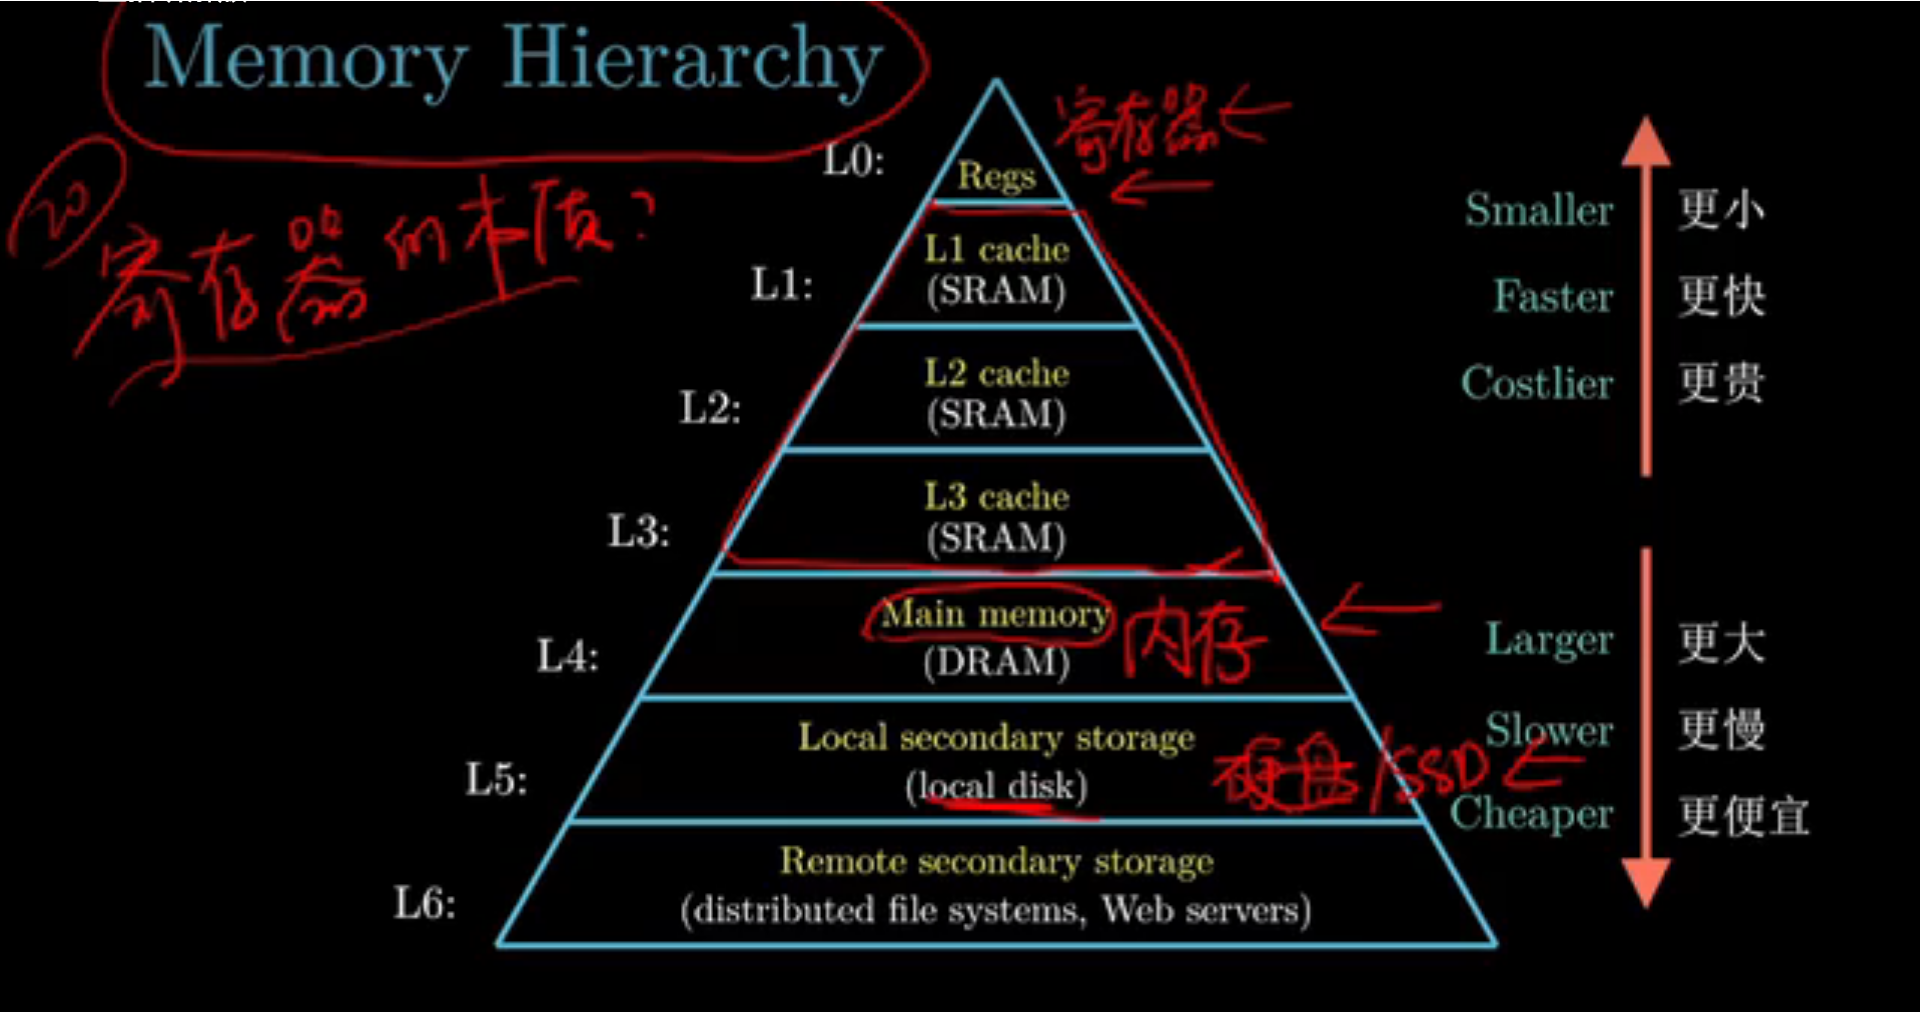 Memory Hierarchy
20
寄存器的本质?
L0:
Regs
寄存器
L1:
L1 cache
(SRAM)
L2:
L2 cache
(SRAM)
L3:
L3 cache
(SRAM)
L4:
Main memory
(DRAM)
内存
L5:
Local secondary storage
(local disk)
硬盘/SSD
L6:
Remote secondary storage
(distributed file systems, Web servers)
Smaller 更小
Faster 更快
Costlier 更贵
Larger 更大
Slower 更慢
Cheaper 更便宜